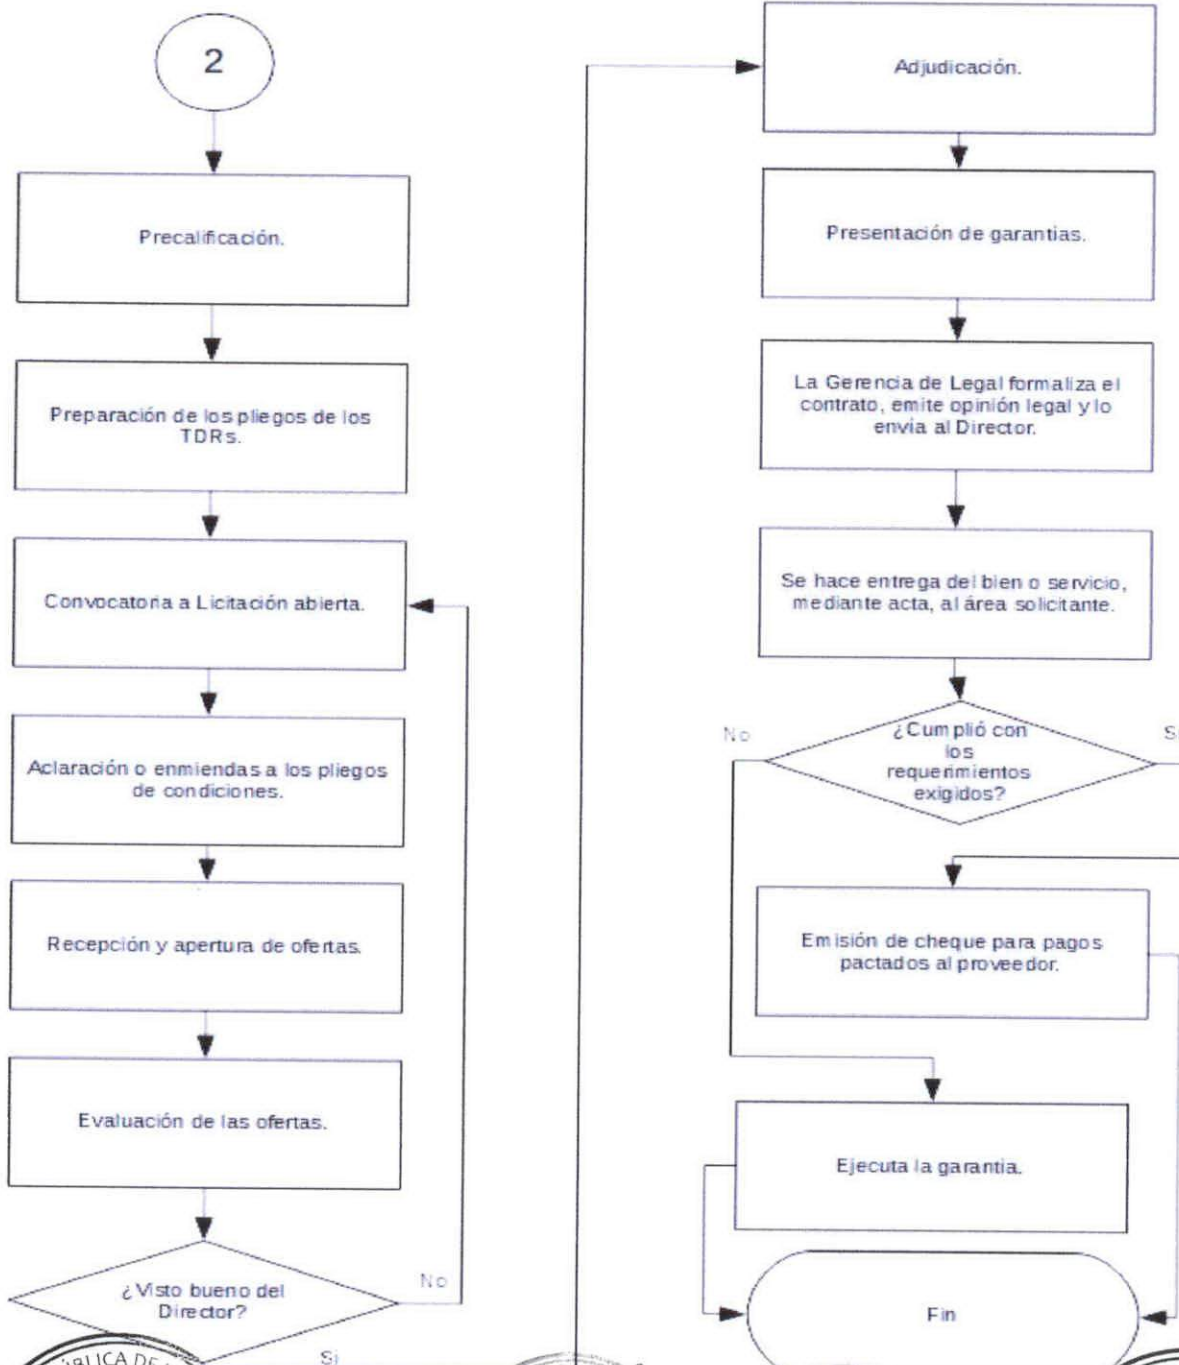 2
Precalificación.
Preparación de los pliegos de los
TDRs.
Convocatoria a Licitación abierta.
Aclaración o enmiendas a los pliegos
de condiciones.
Recepción y apertura de ofertas.
Evaluación de las ofertas.
¿Visto bueno del
Director?
No
Si
Adjudicación.
Presentación de garantias.
La Gerencia de Legal formaliza el
contrato, emite opinión legal y lo
envía al Director.
Se hace entrega del bien o servicio,
mediante acta, al área solicitante.
¿Cumplió con
los
requerimientos
exigidos?
No
Emisión de cheque para pagos
pactados al proveedor.
Ejecuta la garantia.
Fin